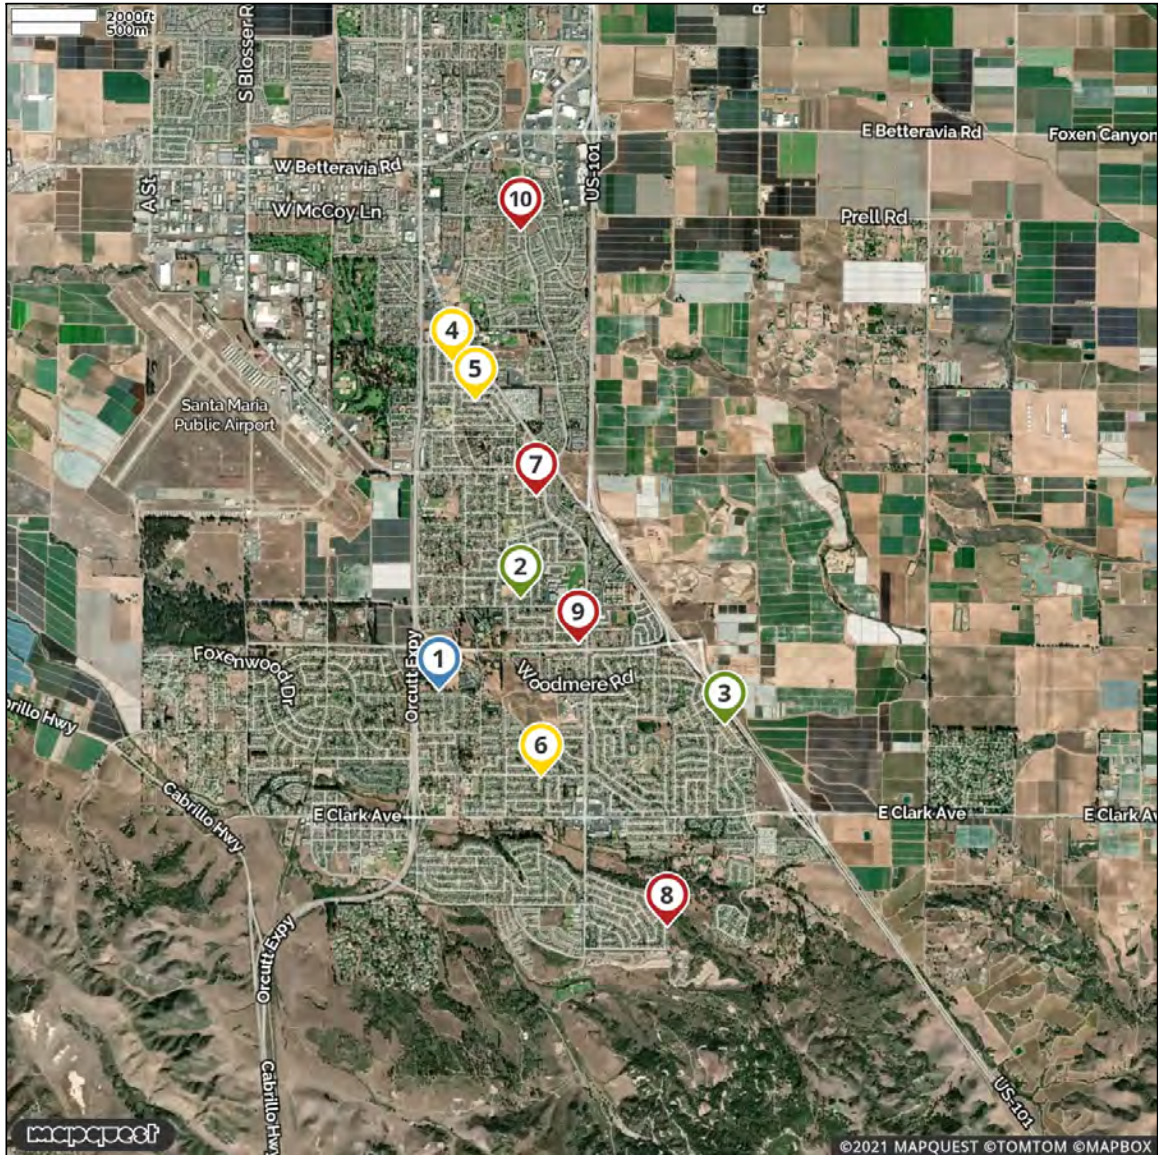 2000ft
500m
S Blosser R
R
E Betteravia Rd
Foxen Canyon
W Betteravia Rd
US-101
A St
10
W McCoy Ln
Prell Rd
4
5
Santa Maria
Public Airport
7
2
9
Foxenwood Dr
Orcutt Expy
1
Woodmere Rd
3
brillo Hwy
6
Cabrillo Hwy
E Clark Ave
E Clark Ave
E Clark Av
8
Orcutt Expy
Cabrillo Hwy
US-101
mapquest
©2021 MAPQUEST ©TOMTOM ©MAPBOX